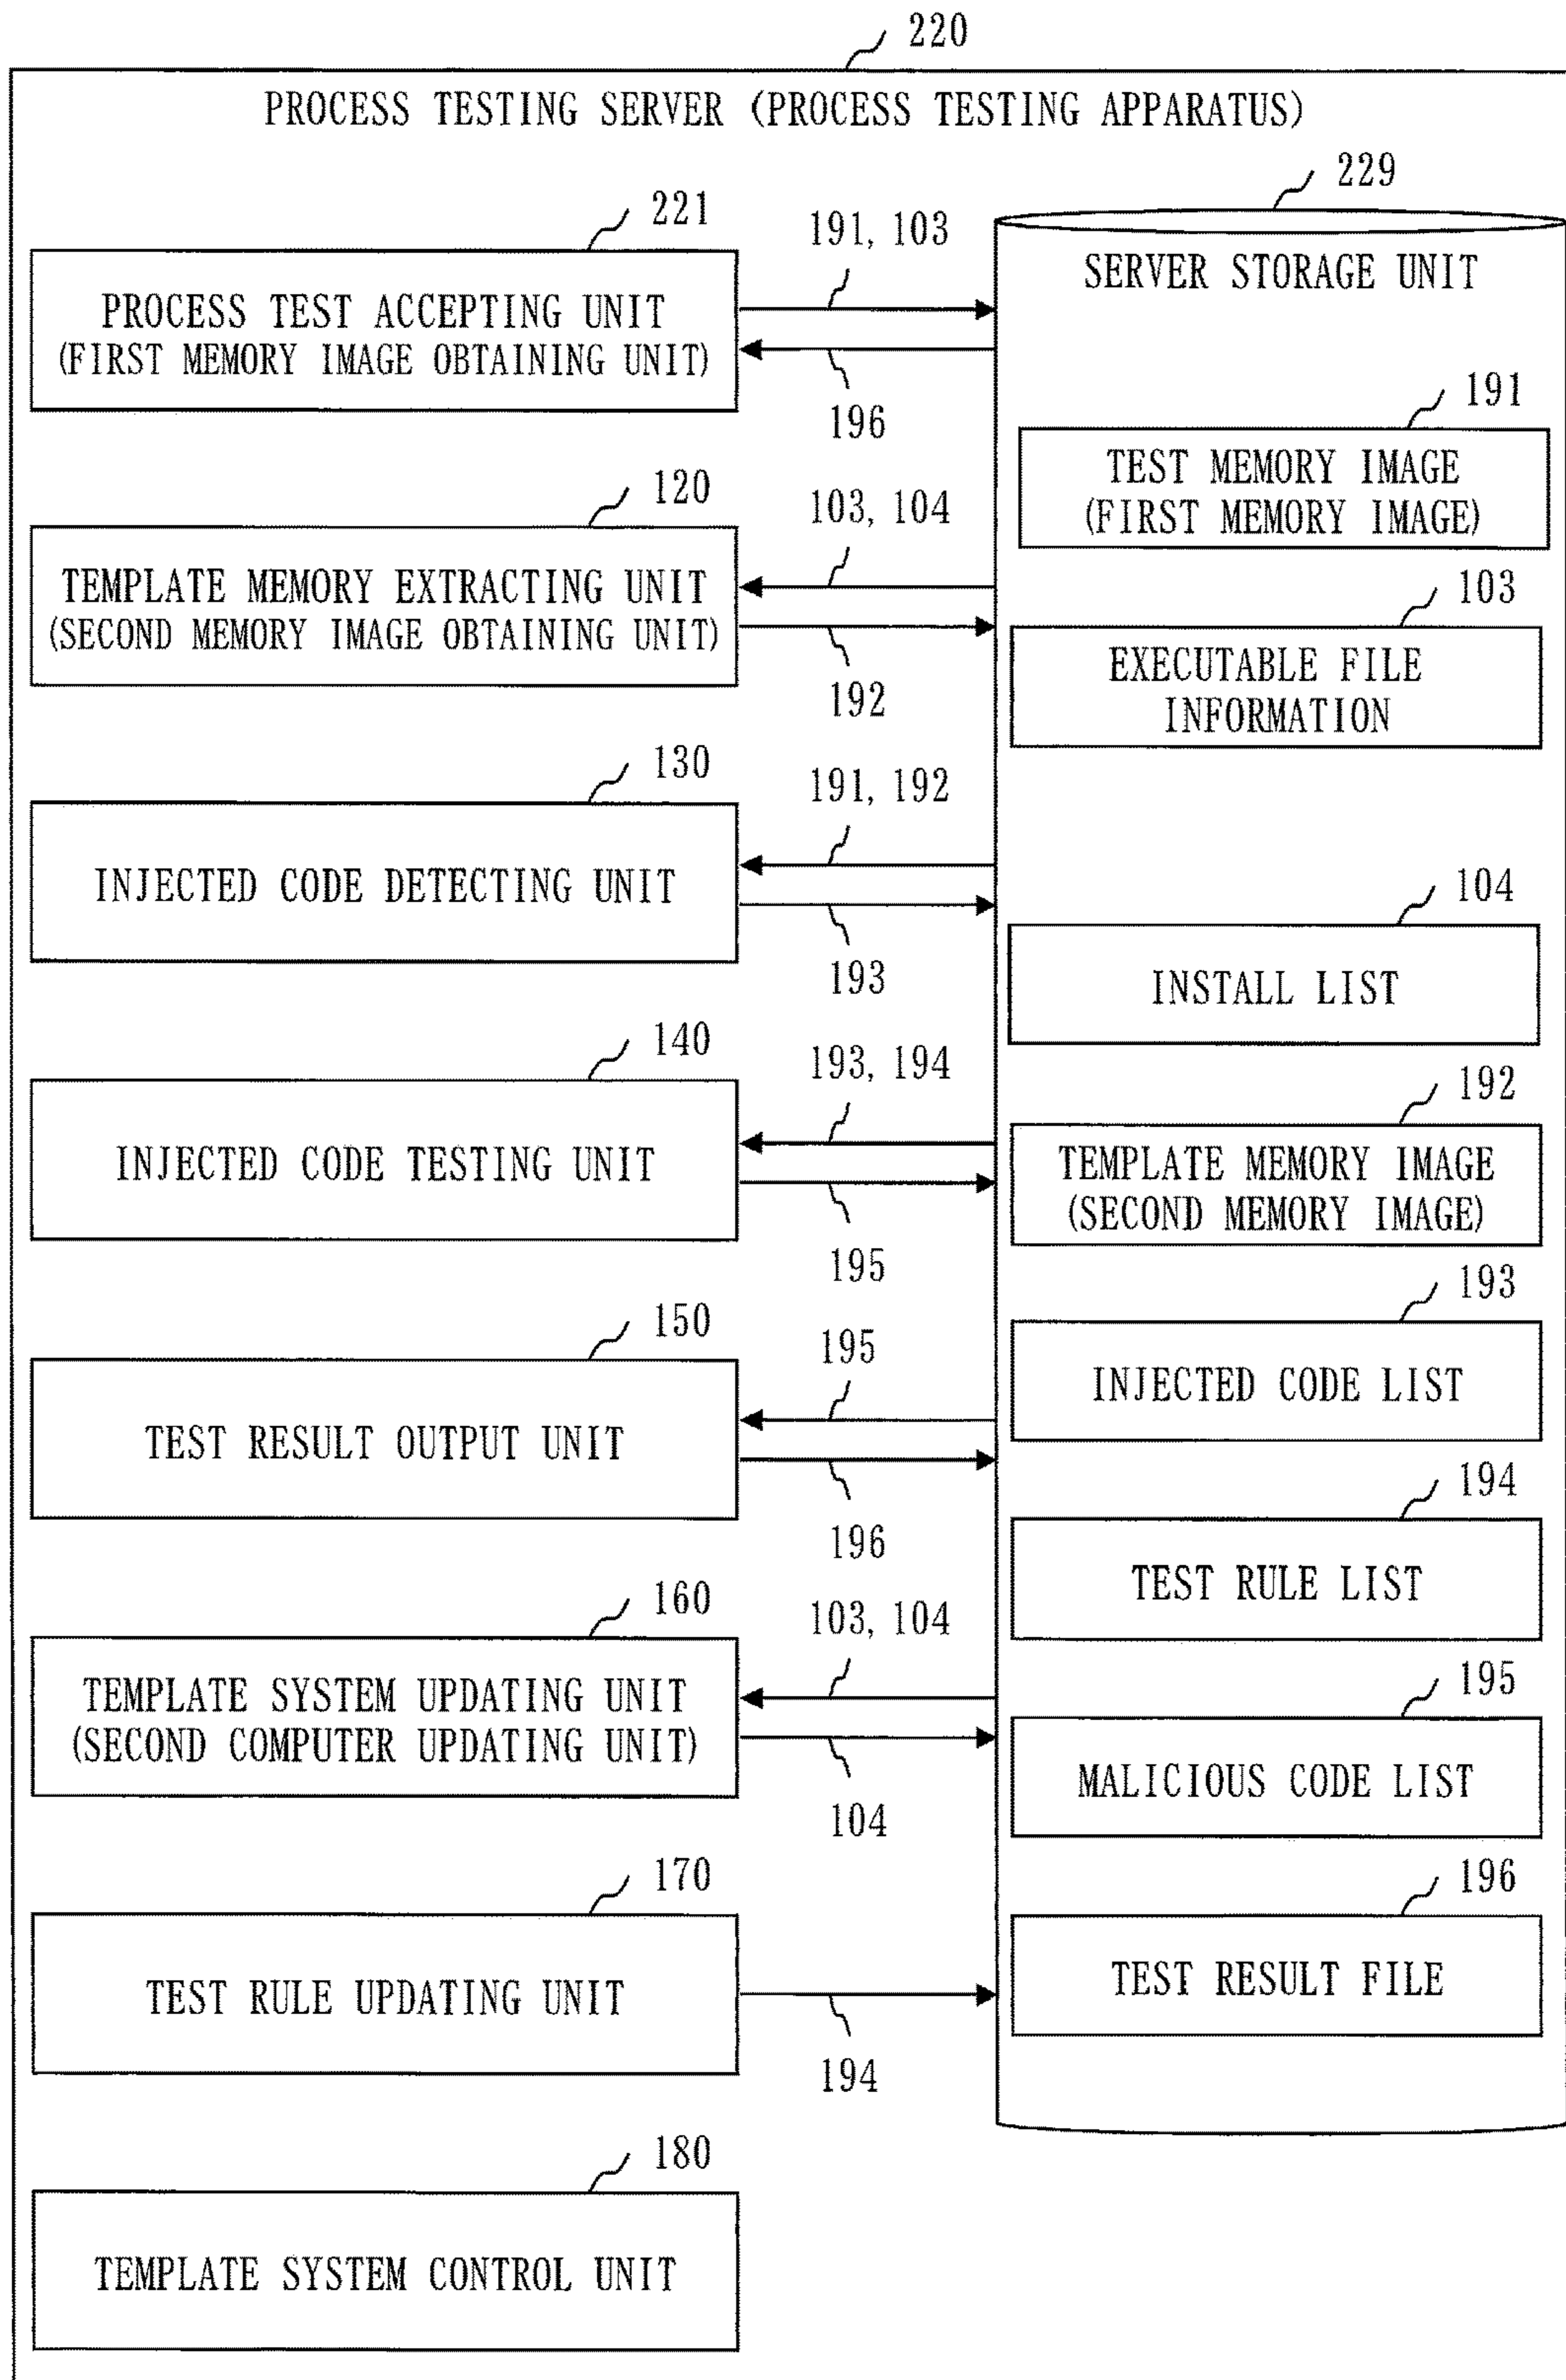 220
PROCESS TESTING SERVER (PROCESS TESTING APPARATUS)
221
PROCESS TEST ACCEPTING UNIT
(FIRST MEMORY IMAGE OBTAINING UNIT)
191, 103
196
120
TEMPLATE MEMORY EXTRACTING UNIT
(SECOND MEMORY IMAGE OBTAINING UNIT)
103, 104
192
130
INJECTED CODE DETECTING UNIT
191, 192
193
140
INJECTED CODE TESTING UNIT
193, 194
195
150
TEST RESULT OUTPUT UNIT
195
196
160
TEMPLATE SYSTEM UPDATING UNIT
(SECOND COMPUTER UPDATING UNIT)
103, 104
104
170
TEST RULE UPDATING UNIT
194
180
TEMPLATE SYSTEM CONTROL UNIT
229
SERVER STORAGE UNIT
191
TEST MEMORY IMAGE
(FIRST MEMORY IMAGE)
103
EXECUTABLE FILE
INFORMATION
104
INSTALL LIST
192
TEMPLATE MEMORY IMAGE
(SECOND MEMORY IMAGE)
193
INJECTED CODE LIST
194
TEST RULE LIST
195
MALICIOUS CODE LIST
196
TEST RESULT FILE